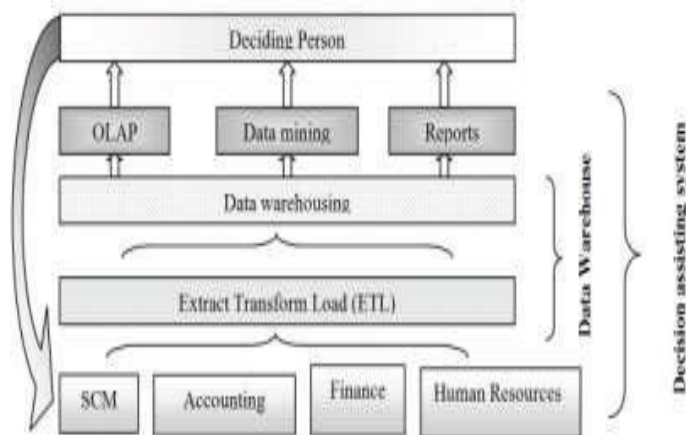 Deciding Person
OLAP
Data mining
Reports
Data warehousing
Extract Transform Load (ETL)
SCM
Accounting
Finance
Human Resources
Data Warehouse
Decision assisting system